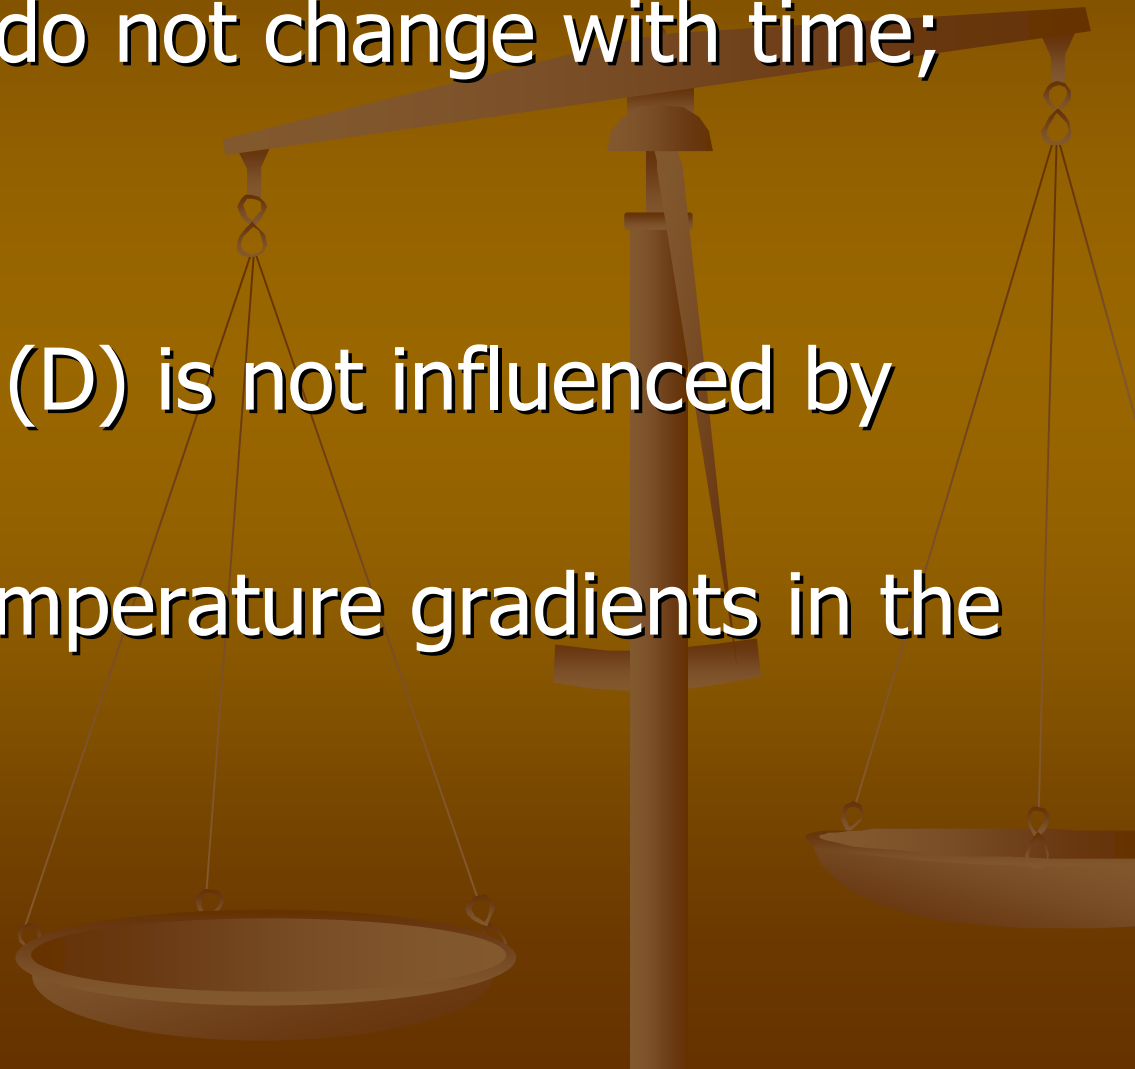 do not change with time;
(D) is not influenced by
mperature gradients in the